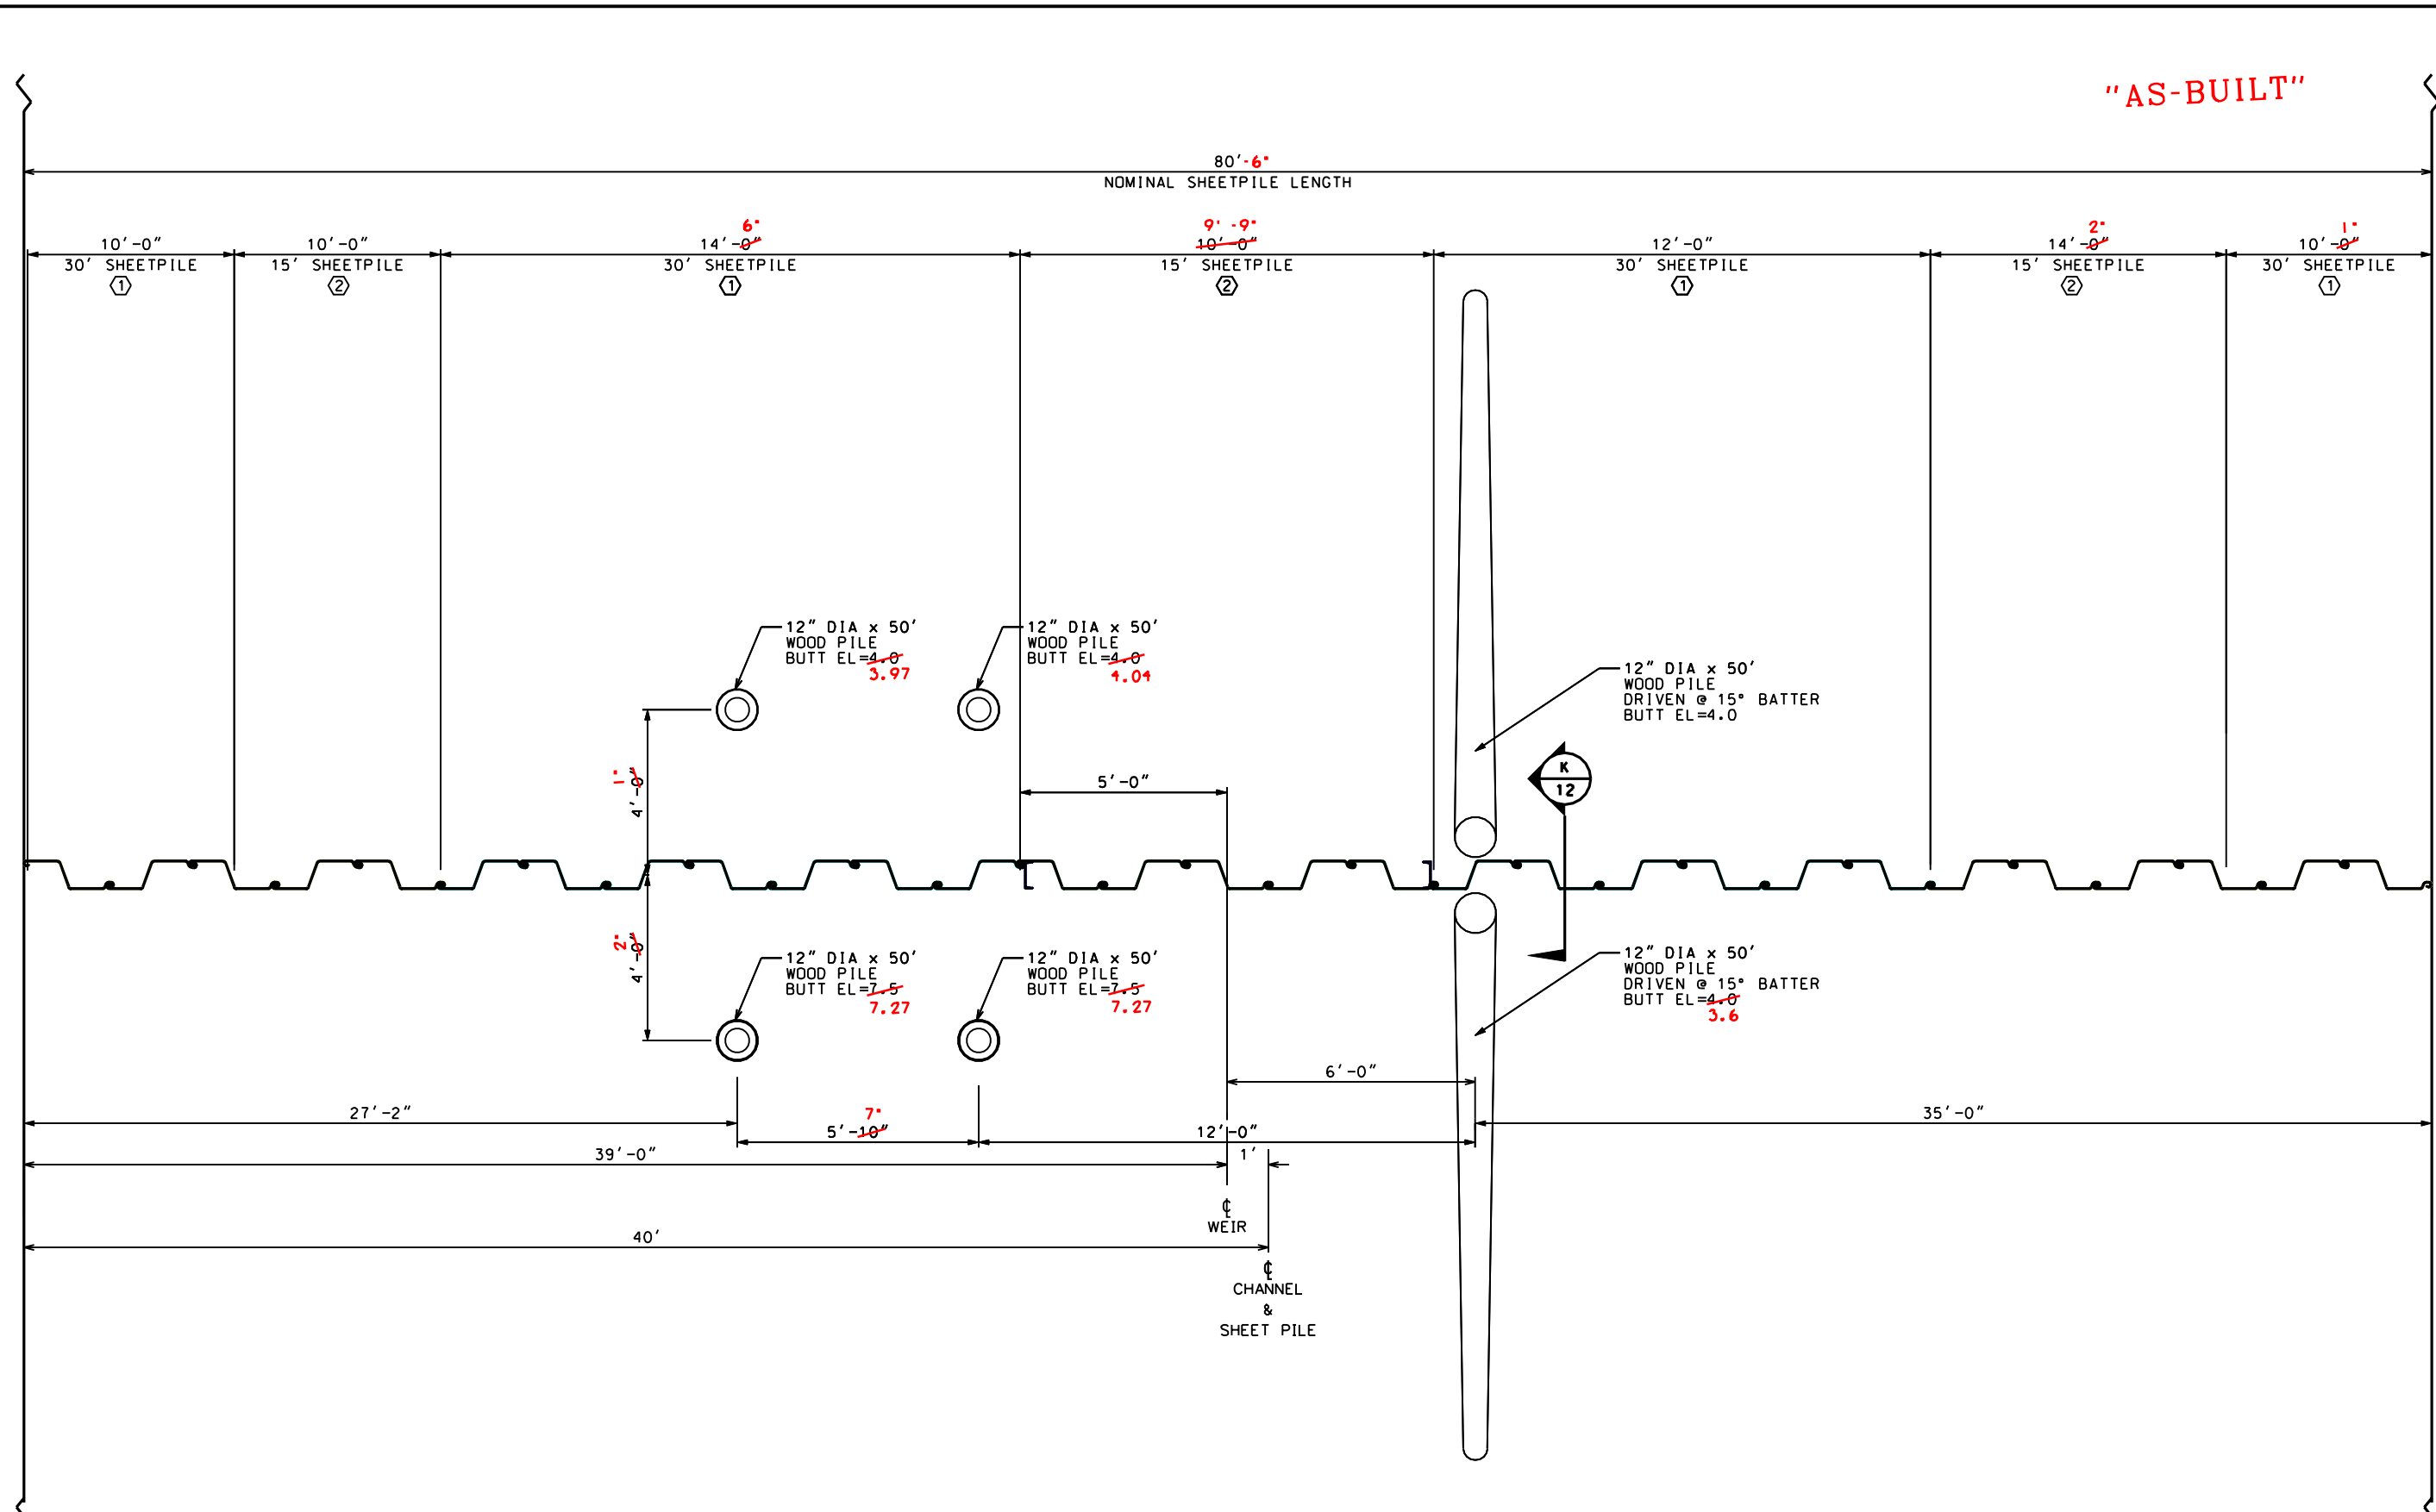 "AS-BUILT"
80'-6"
NOMINAL SHEETPILE LENGTH
6" 9'-9" 2" 1"
10'-0" 10'-0" 14'-0" 10'-0" 12'-0" 14'-0" 10'-0"
30' SHEETPILE 15' SHEETPILE 30' SHEETPILE 15' SHEETPILE 30' SHEETPILE 15' SHEETPILE 30' SHEETPILE
1 2 1 2 1 2 1
12" DIA x 50'
WOOD PILE
BUTT EL=4.0
3.97
12" DIA x 50'
WOOD PILE
BUTT EL=4.0
4.04
12" DIA x 50'
WOOD PILE
DRIVEN @ 15° BATTER
BUTT EL=4.0
1"
4'-0"
5'-0"
K
12
2"
4'-0"
12" DIA x 50'
WOOD PILE
BUTT EL=7.5
7.27
12" DIA x 50'
WOOD PILE
BUTT EL=7.5
7.27
12" DIA x 50'
WOOD PILE
DRIVEN @ 15° BATTER
BUTT EL=4.0
3.6
6'-0"
27'-2"
7"
5'-10"
12'-0"
35'-0"
39'-0"
1'
℄
WEIR
40'
℄
CHANNEL
&
SHEET PILE